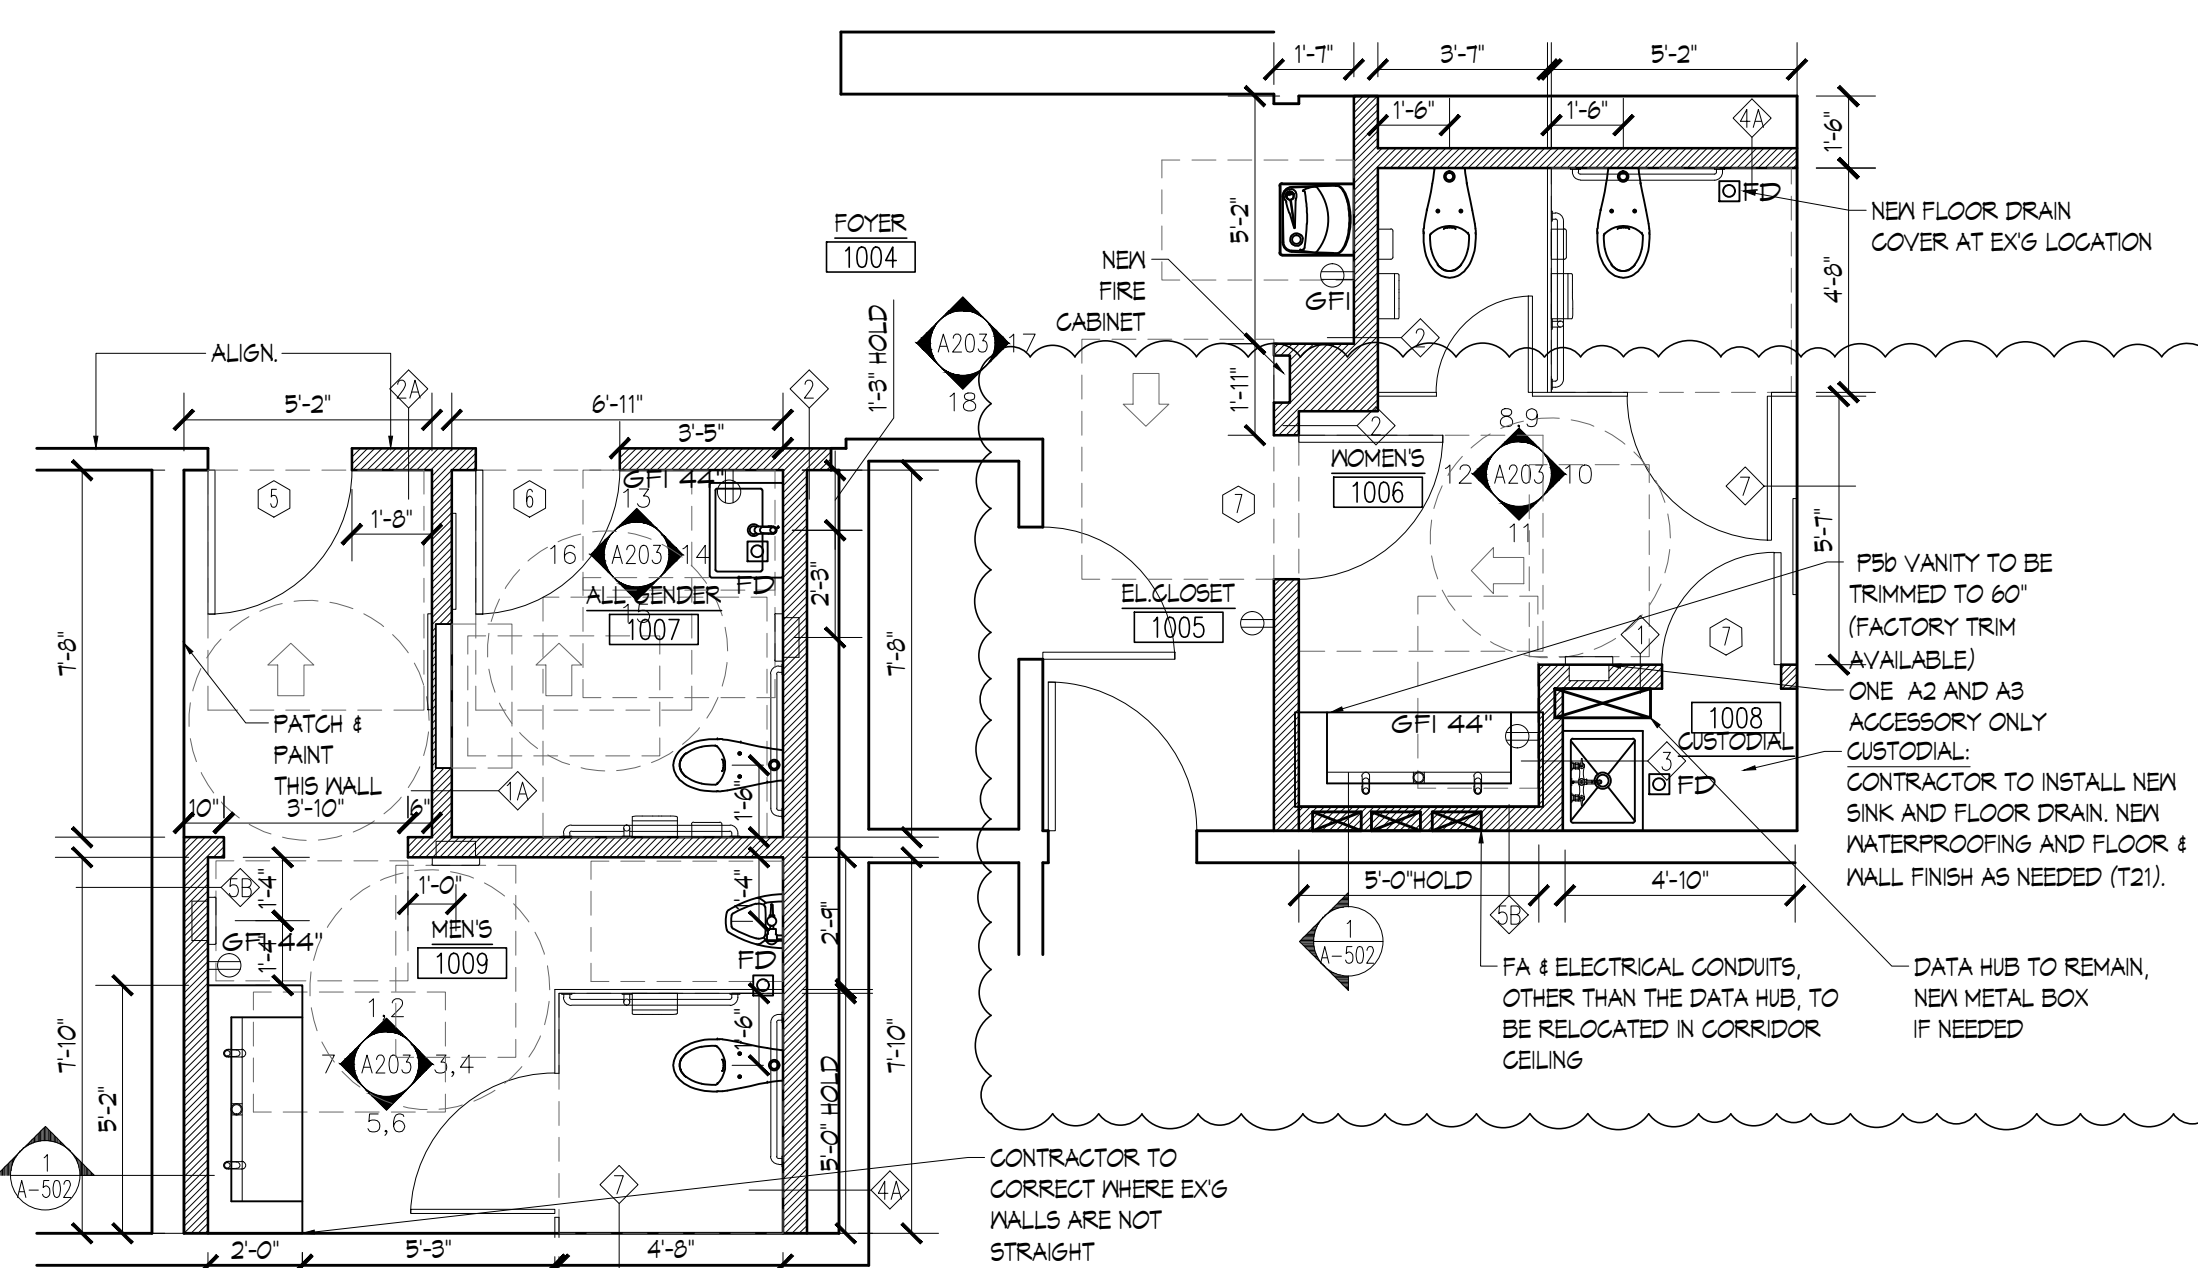 1'-7"
3'-7"
5'-2"
1'-6"
1'-6"
4A
1'-6"
5'-2"
FD
NEW FLOOR DRAIN
COVER AT EX'G LOCATION
4'-8"
FOYER
1004
NEW
FIRE
CABINET
GFI
2
1'-3" HOLD
A203
17
18
ALIGN.
5'-2"
2A
6'-11"
2
3'-5"
1'-11"
2
8,9
12
A203
10
11
WOMEN'S
1006
7
7
5'-7"
5
6
GFI 44"
13
16
A203
14
15
1'-8"
FD
2'-3"
ALL GENDER
1007
7'-8"
7'-8"
EL.CLOSET
1005
1
7
P5b VANITY TO BE
TRIMMED TO 60"
(FACTORY TRIM
AVAILABLE)
ONE A2 AND A3
ACCESSORY ONLY
CUSTODIAL:
CONTRACTOR TO INSTALL NEW
SINK AND FLOOR DRAIN. NEW
WATERPROOFING AND FLOOR &
WALL FINISH AS NEEDED (T21).
1008
CUSTODIAL
GFI 44"
3
FD
PATCH &
PAINT
THIS WALL
1A
1'-6"
10"
3'-10"
6"
5B
1'-4"
1'-0"
1'-4"
MEN'S
1009
GFI 44"
1'-4"
FD
2'-9"
5'-0"HOLD
4'-10"
5B
1
A-502
FA & ELECTRICAL CONDUITS,
OTHER THAN THE DATA HUB, TO
BE RELOCATED IN CORRIDOR
CEILING
DATA HUB TO REMAIN,
NEW METAL BOX
IF NEEDED
7'-10"
5'-2"
1,2
7
A203
3,4
5,6
1'-6"
7'-10"
5'-0" HOLD
1
A-502
7
4A
CONTRACTOR TO
CORRECT WHERE EX'G
WALLS ARE NOT
STRAIGHT
2'-0"
5'-3"
4'-8"